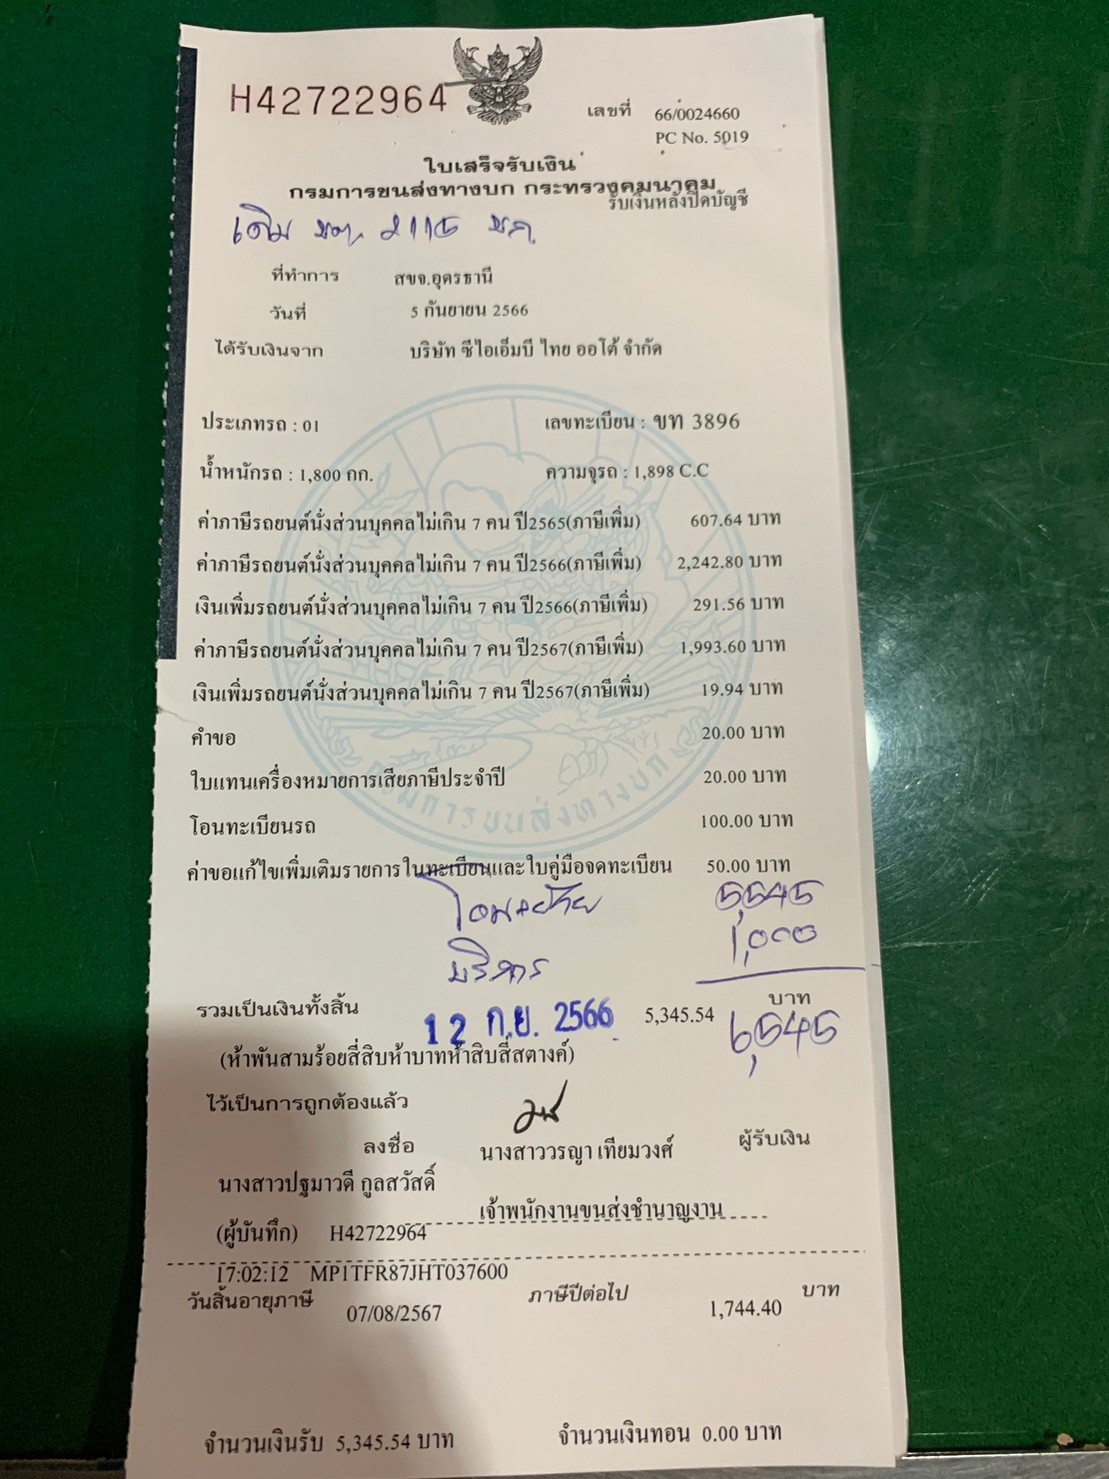 H42722964
เลขที่ 66/0024660
PC No. 5019
ใบเสร็จรับเงิน
กรมการขนส่งทางบก กระทรวงคมนาคม
รับเงินหลังปิดบัญชี
เดิม 2115
ที่ทำการ สขจ.อุดรธานี
วันที่ 5 กันยายน 2566
ได้รับเงินจาก บริษัท ซีไอเอ็มบี ไทย ออโต้ จำกัด
ประเภทรถ : 01 เลขทะเบียน : ขท 3896
น้ำหนักรถ : 1,800 กก. ความจุรถ : 1,898 C.C
ค่าภาษีรถยนต์นั่งส่วนบุคคลไม่เกิน 7 คน ปี2565(ภาษีเพิ่ม) 607.64 บาท
ค่าภาษีรถยนต์นั่งส่วนบุคคลไม่เกิน 7 คน ปี2566(ภาษีเพิ่ม) 2,242.80 บาท
เงินเพิ่มรถยนต์นั่งส่วนบุคคลไม่เกิน 7 คน ปี2566(ภาษีเพิ่ม) 291.56 บาท
ค่าภาษีรถยนต์นั่งส่วนบุคคลไม่เกิน 7 คน ปี2567(ภาษีเพิ่ม) 1,993.60 บาท
เงินเพิ่มรถยนต์นั่งส่วนบุคคลไม่เกิน 7 คน ปี2567(ภาษีเพิ่ม) 19.94 บาท
คำขอ 20.00 บาท
ใบแทนเครื่องหมายการเสียภาษีประจำปี 20.00 บาท
กรมการขนส่งทางบก
โอนทะเบียนรถ 100.00 บาท
ค่าขอแก้ไขเพิ่มเติมรายการในทะเบียนและใบคู่มือจดทะเบียน 50.00 บาท
โอน+ย้าย 5,545
บริการ 1,000
รวมเป็นเงินทั้งสิ้น 5,345.54 บาท
12 ก.ย. 2566 6,545
(ห้าพันสามร้อยสี่สิบห้าบาทห้าสิบสี่สตางค์)
ไว้เป็นการถูกต้องแล้ว
ลงชื่อ นางสาววรญา เทียมวงศ์ ผู้รับเงิน
นางสาวปฐมาวดี กูลสวัสดิ์
เจ้าพนักงานขนส่งชำนาญงาน
(ผู้บันทึก) H42722964
17:02:12 MP1TFR87JHT037600
วันสิ้นอายุภาษี 07/08/2567 ภาษีปีต่อไป 1,744.40 บาท
จำนวนเงินรับ 5,345.54 บาท จำนวนเงินทอน 0.00 บาท